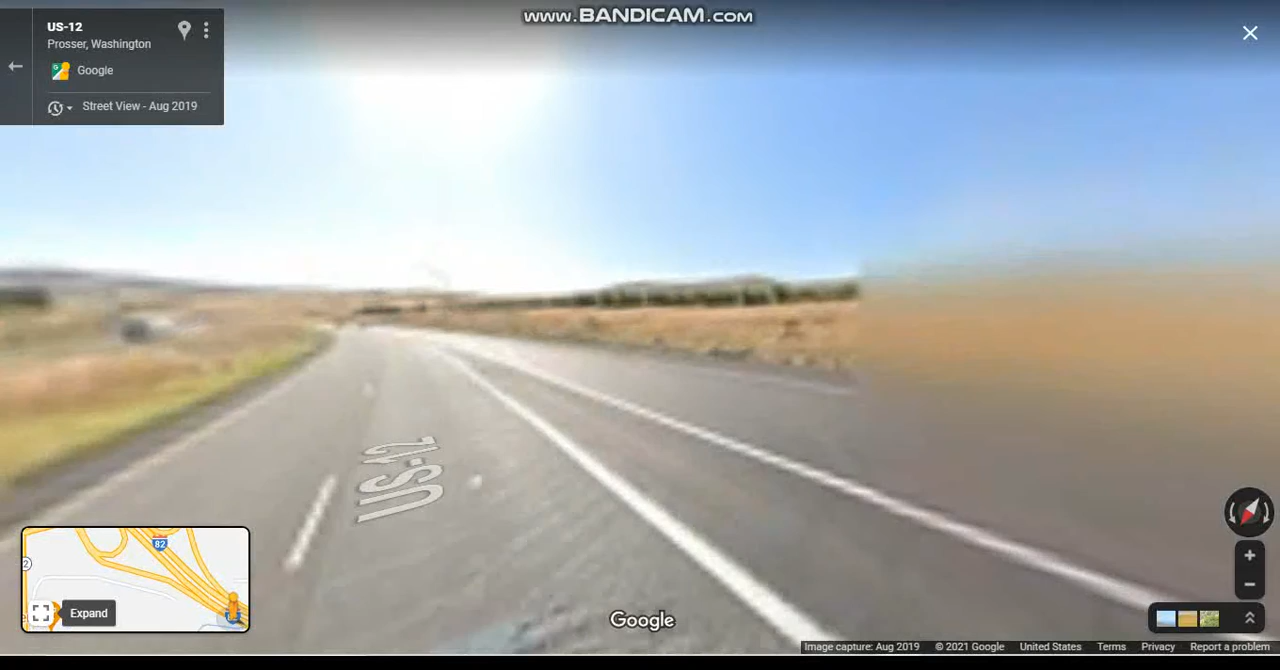 www.BANDICAM.com
US-12
Prosser, Washington
Google
Street View - Aug 2019
US-12
82
2
Expand
Google
Image capture: Aug 2019 © 2021 Google United States Terms Privacy Report a problem